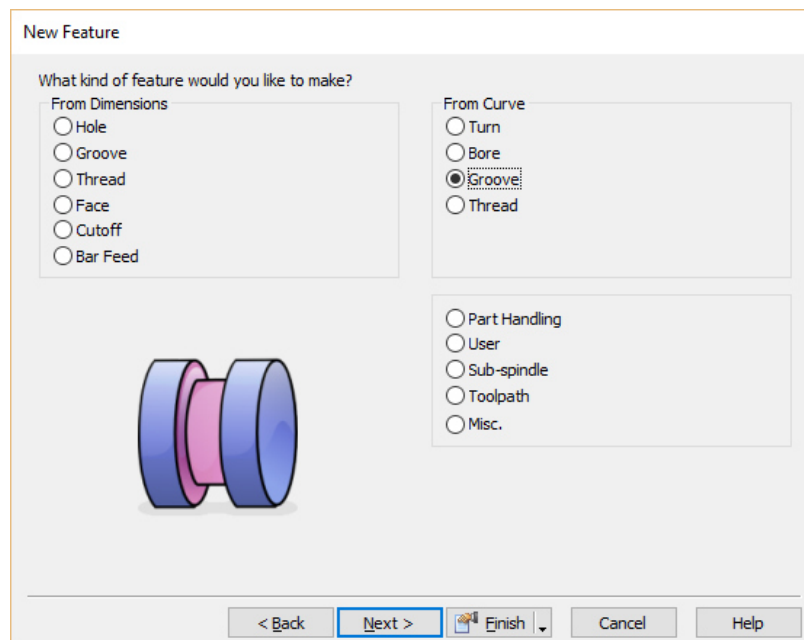 New Feature
What kind of feature would you like to make?
From Dimensions
Hole
Groove
Thread
Face
Cutoff
Bar Feed
From Curve
Turn
Bore
Groove
Thread
Part Handling
User
Sub-spindle
Toolpath
Misc.
< Back
Next >
Finish
Cancel
Help